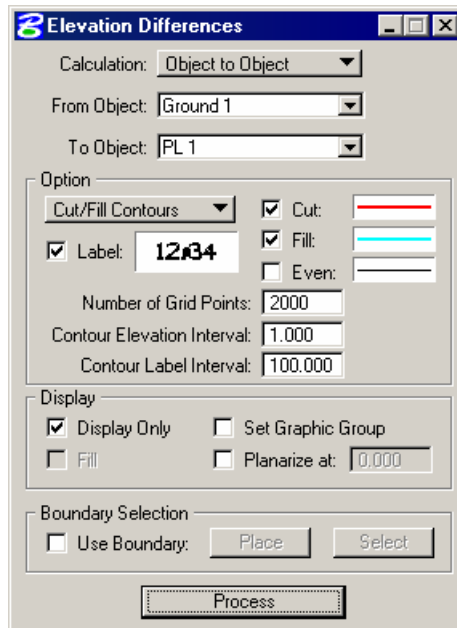 Elevation Differences
Calculation: Object to Object
From Object: Ground 1
To Object: PL 1
Option
Cut/Fill Contours Cut:
Label: 12.34 Fill:
Even:
Number of Grid Points: 2000
Contour Elevation Interval: 1.000
Contour Label Interval: 100.000
Display
Display Only Set Graphic Group
Fill Planarize at: 0.000
Boundary Selection
Use Boundary: Place Select
Process